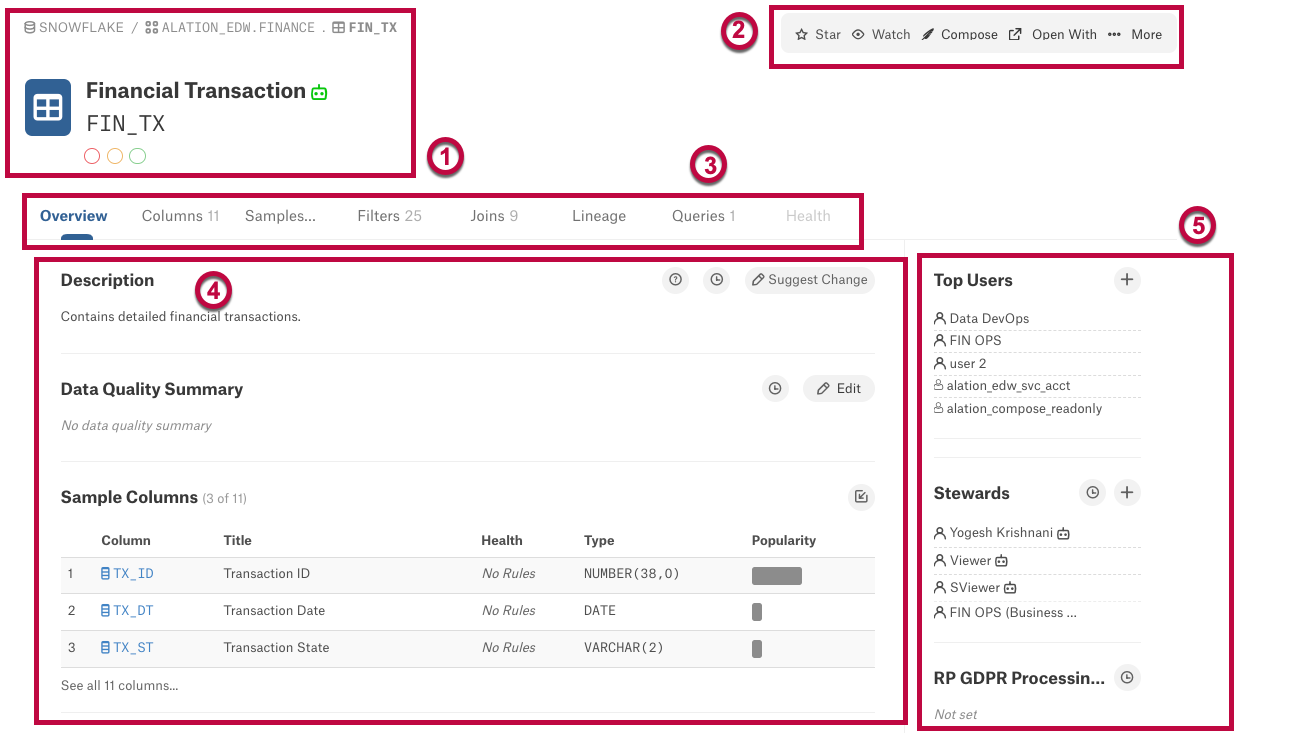 SNOWFLAKE / ALATION_EDW.FINANCE . FIN_TX
Financial Transaction
FIN_TX
1
2
Star Watch Compose Open With ••• More
3
Overview Columns 11 Samples... Filters 25 Joins 9 Lineage Queries 1 Health
4
Description Suggest Change
Contains detailed financial transactions.
Data Quality Summary Edit
No data quality summary
Sample Columns (3 of 11)
Column Title Health Type Popularity
1 TX_ID Transaction ID No Rules NUMBER(38,0)
2 TX_DT Transaction Date No Rules DATE
3 TX_ST Transaction State No Rules VARCHAR(2)
See all 11 columns...
5
Top Users
Data DevOps
FIN OPS
user 2
alation_edw_svc_acct
alation_compose_readonly
Stewards
Yogesh Krishnani
Viewer
SViewer
FIN OPS (Business ...
RP GDPR Processin...
Not set